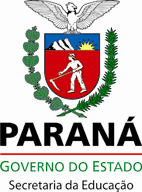 PARANÁ
GOVERNO DO ESTADO
Secretaria da Educação